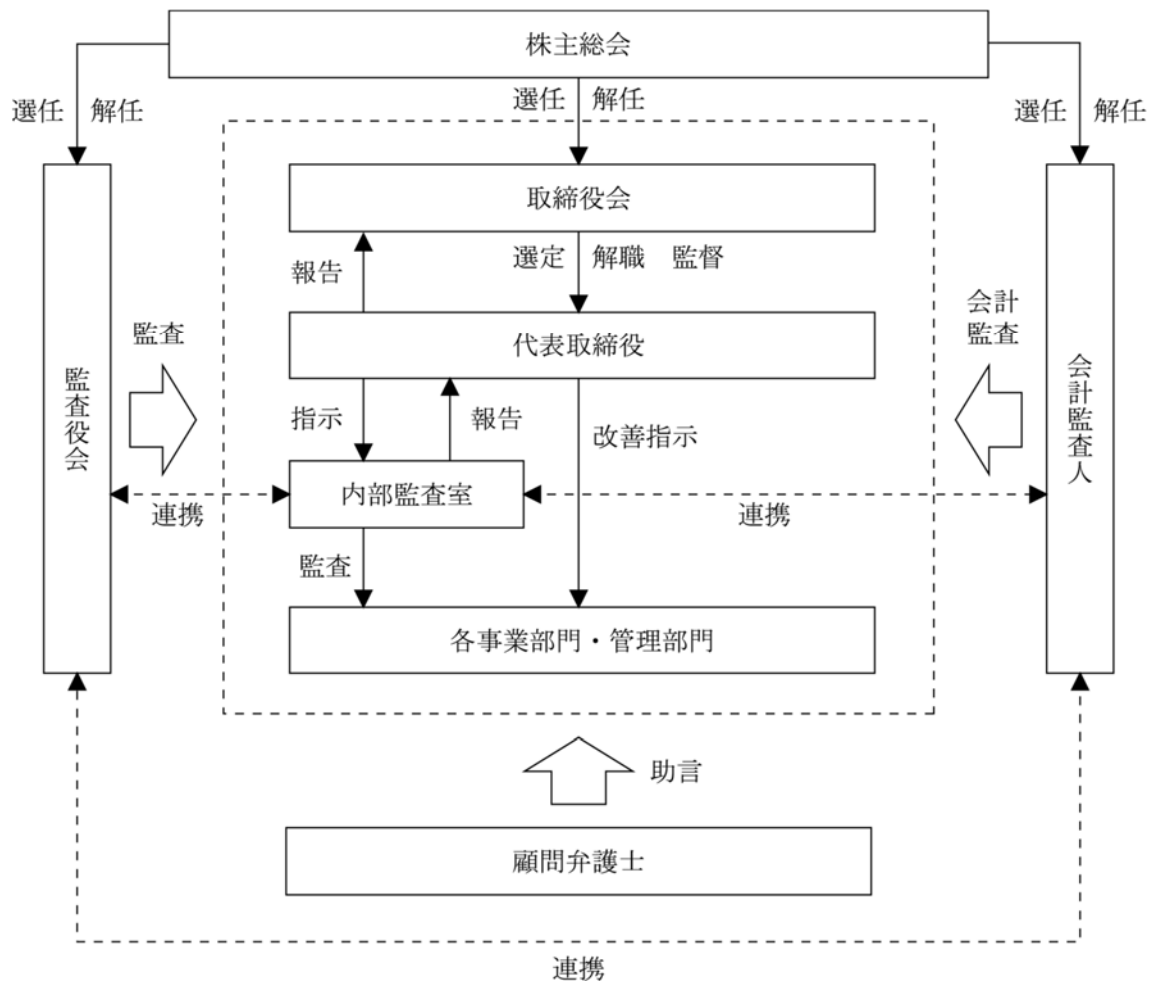 株主総会
選任 解任
選任 解任
選任 解任
取締役会
報告
選定 解職 監督
代表取締役
監査
会計
監査
監査役会
会計監査人
指示
報告
改善指示
内部監査室
連携
連携
監査
各事業部門・管理部門
助言
顧問弁護士
連携